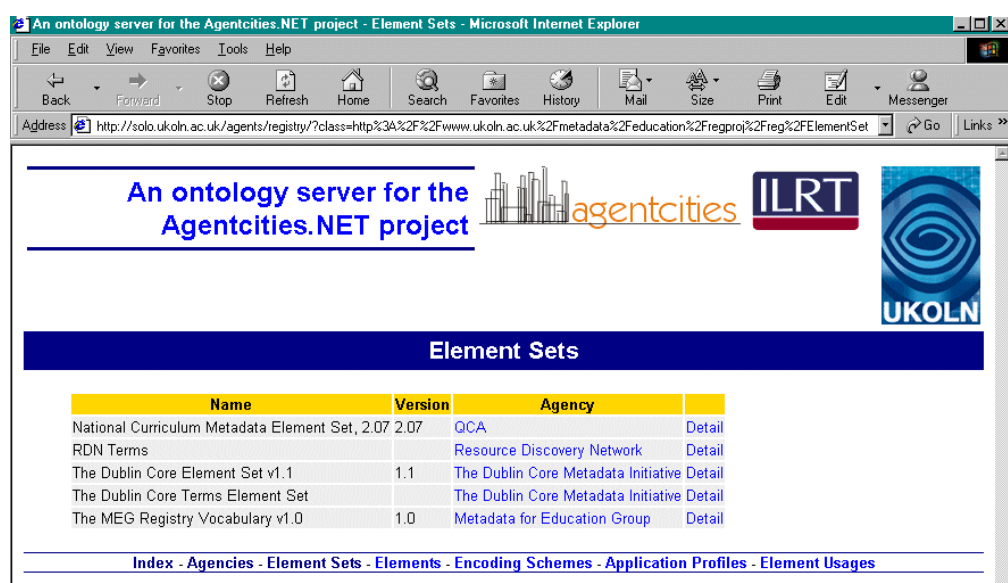 An ontology server for the Agentcities.NET project - Element Sets - Microsoft Internet Explorer
File Edit View Favorites Tools Help
Back Forward Stop Refresh Home Search Favorites History Mail Size Print Edit Messenger
Address http://solo.ukoln.ac.uk/agents/registry/?class=http%3A%2F%2Fwww.ukoln.ac.uk%2Fmetadata%2Feducation%2Fregproj%2Freg%2FElementSet Go Links »
An ontology server for the
Agentcities.NET project
agentcities
ILRT
UKOLN
Element Sets
Name Version Agency
National Curriculum Metadata Element Set, 2.07 2.07 QCA Detail
RDN Terms Resource Discovery Network Detail
The Dublin Core Element Set v1.1 1.1 The Dublin Core Metadata Initiative Detail
The Dublin Core Terms Element Set The Dublin Core Metadata Initiative Detail
The MEG Registry Vocabulary v1.0 1.0 Metadata for Education Group Detail
Index - Agencies - Element Sets - Elements - Encoding Schemes - Application Profiles - Element Usages